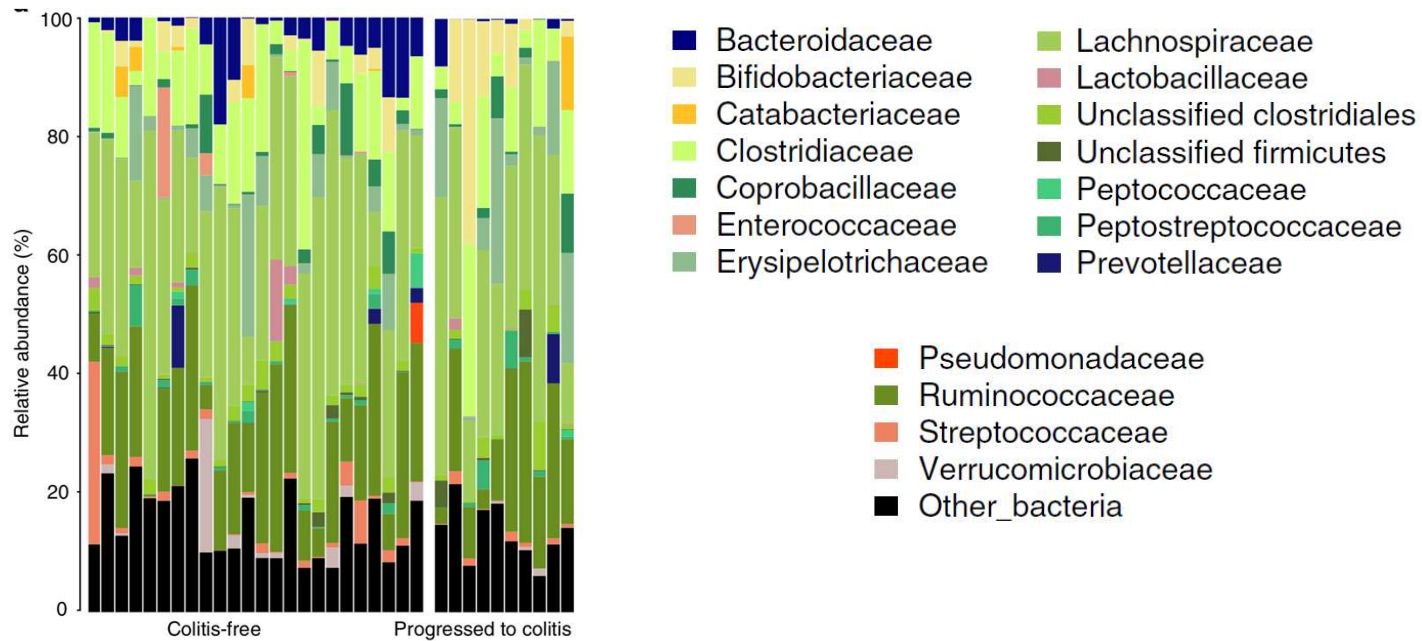 100
80
60
40
20
0
Relative abundance (%)
Colitis-free
Progressed to colitis
Bacteroidaceae
Bifidobacteriaceae
Catabacteriaceae
Clostridiaceae
Coprobacillaceae
Enterococcaceae
Erysipelotrichaceae
Lachnospiraceae
Lactobacillaceae
Unclassified clostridiales
Unclassified firmicutes
Peptococcaceae
Peptostreptococcaceae
Prevotellaceae
Pseudomonadaceae
Ruminococcaceae
Streptococcaceae
Verrucomicrobiaceae
Other_bacteria